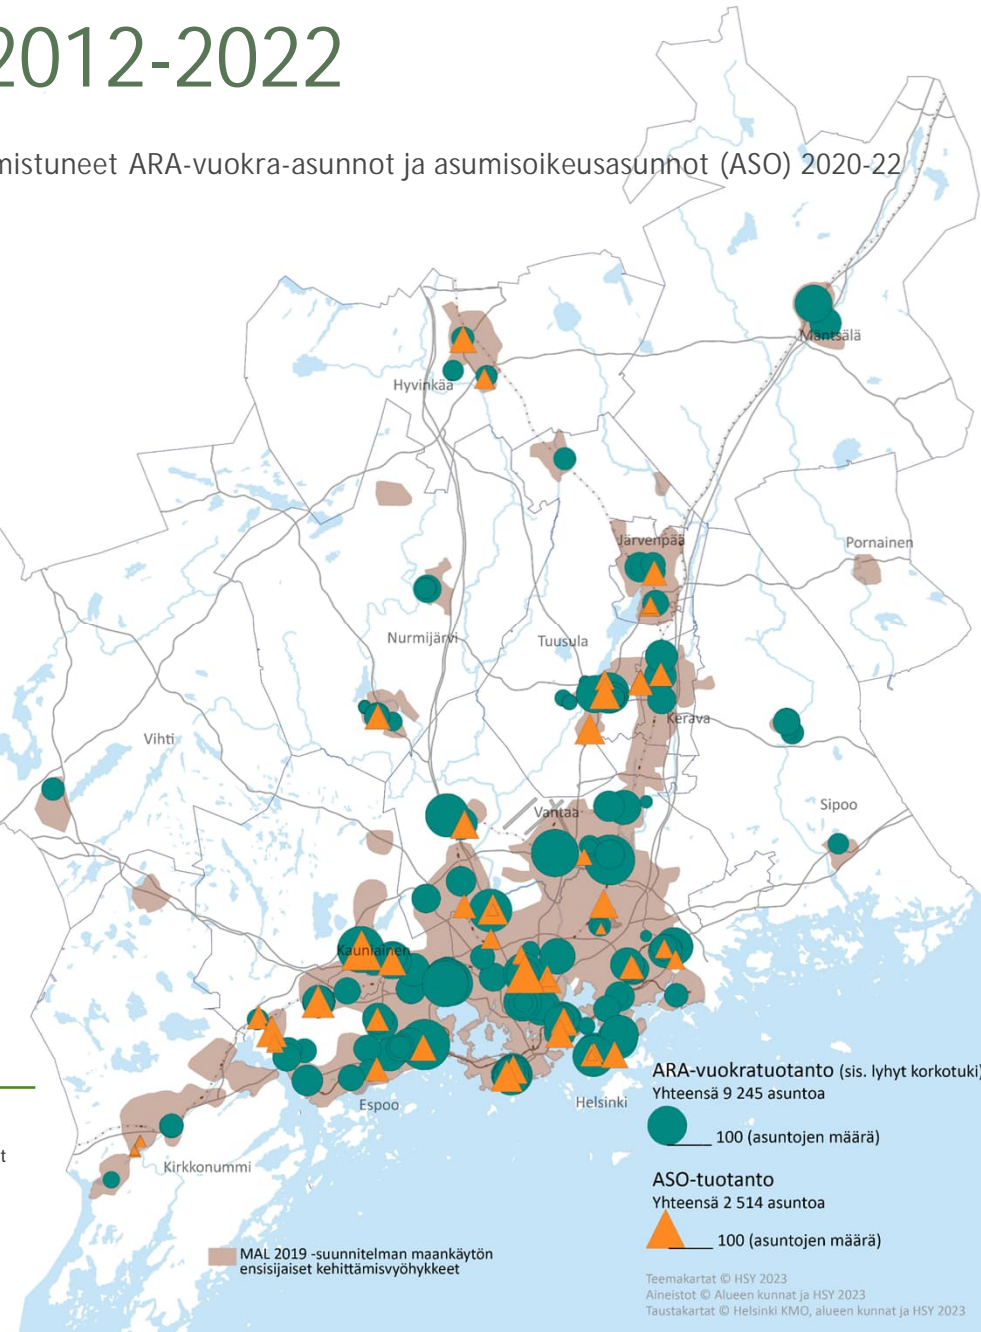 2012-2022
mistuneet ARA-vuokra-asunnot ja asumisoikeusasunnot (ASO) 2020-22
Mäntsälä
Hyvinkää
Järvenpää
Pornainen
Nurmijärvi
Tuusula
Kerava
Vihti
Sipoo
Vantaa
Kauniainen
Espoo
Helsinki
Kirkkonummi
t
ARA-vuokratuotanto (sis. lyhyt korkotuki)
Yhteensä 9 245 asuntoa
100 (asuntojen määrä)
ASO-tuotanto
Yhteensä 2 514 asuntoa
100 (asuntojen määrä)
MAL 2019 -suunnitelman maankäytön
ensisijaiset kehittämisvyöhykkeet
Teemakartat © HSY 2023
Aineistot © Alueen kunnat ja HSY 2023
Taustakartat © Helsinki KMO, alueen kunnat ja HSY 2023